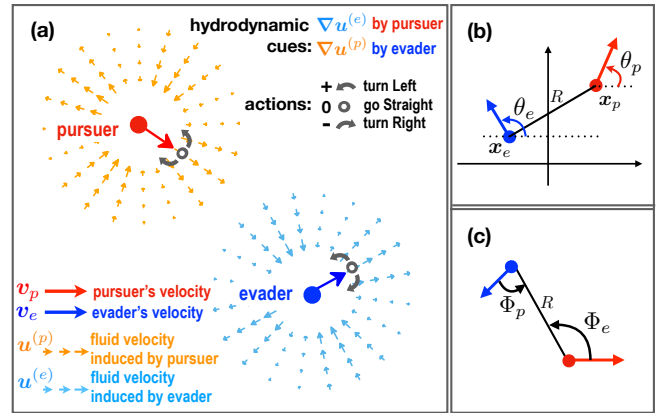 (a)
hydrodynamic ∇u^(e) by pursuer
cues: ∇u^(p) by evader
actions:
+ turn Left
0 go Straight
- turn Right
pursuer
evader
v_p pursuer's velocity
v_e evader's velocity
u^(p) fluid velocity
induced by pursuer
u^(e) fluid velocity
induced by evader
(b)
θ_p
R
x_p
θ_e
x_e
(c)
Φ_p
R
Φ_e